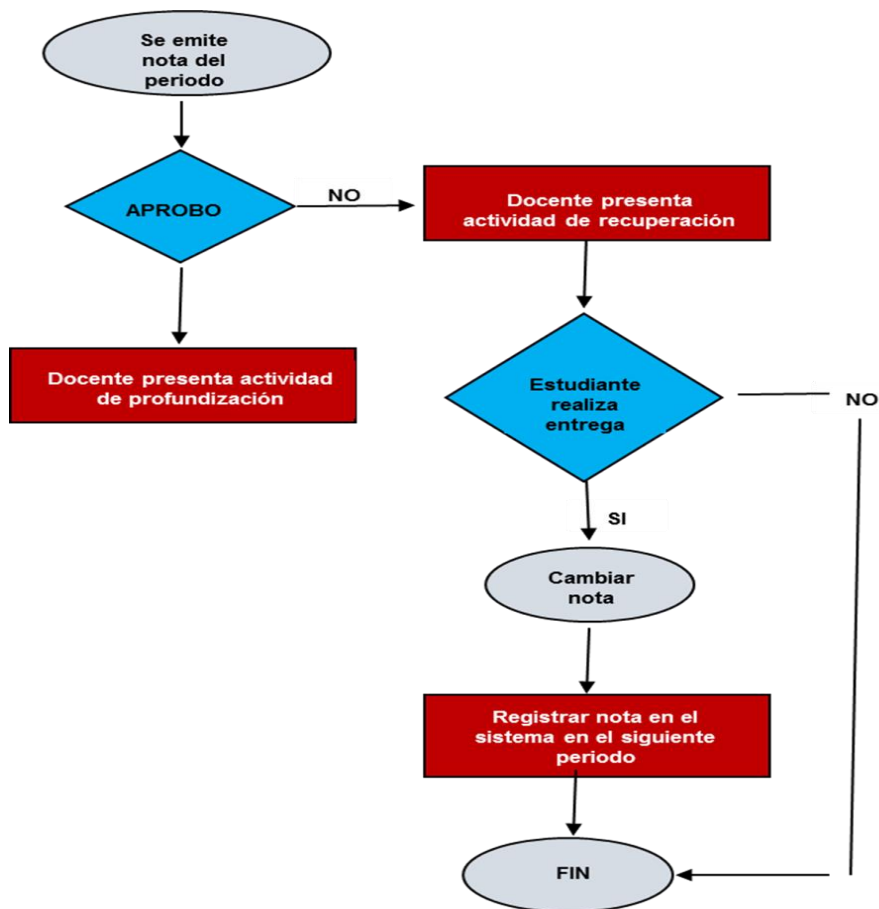 Se emite
nota del
periodo
APROBO
NO
Docente presenta
actividad de recuperación
Docente presenta actividad
de profundización
Estudiante
realiza
entrega
NO
SI
Cambiar
nota
Registrar nota en el
sistema en el siguiente
periodo
FIN